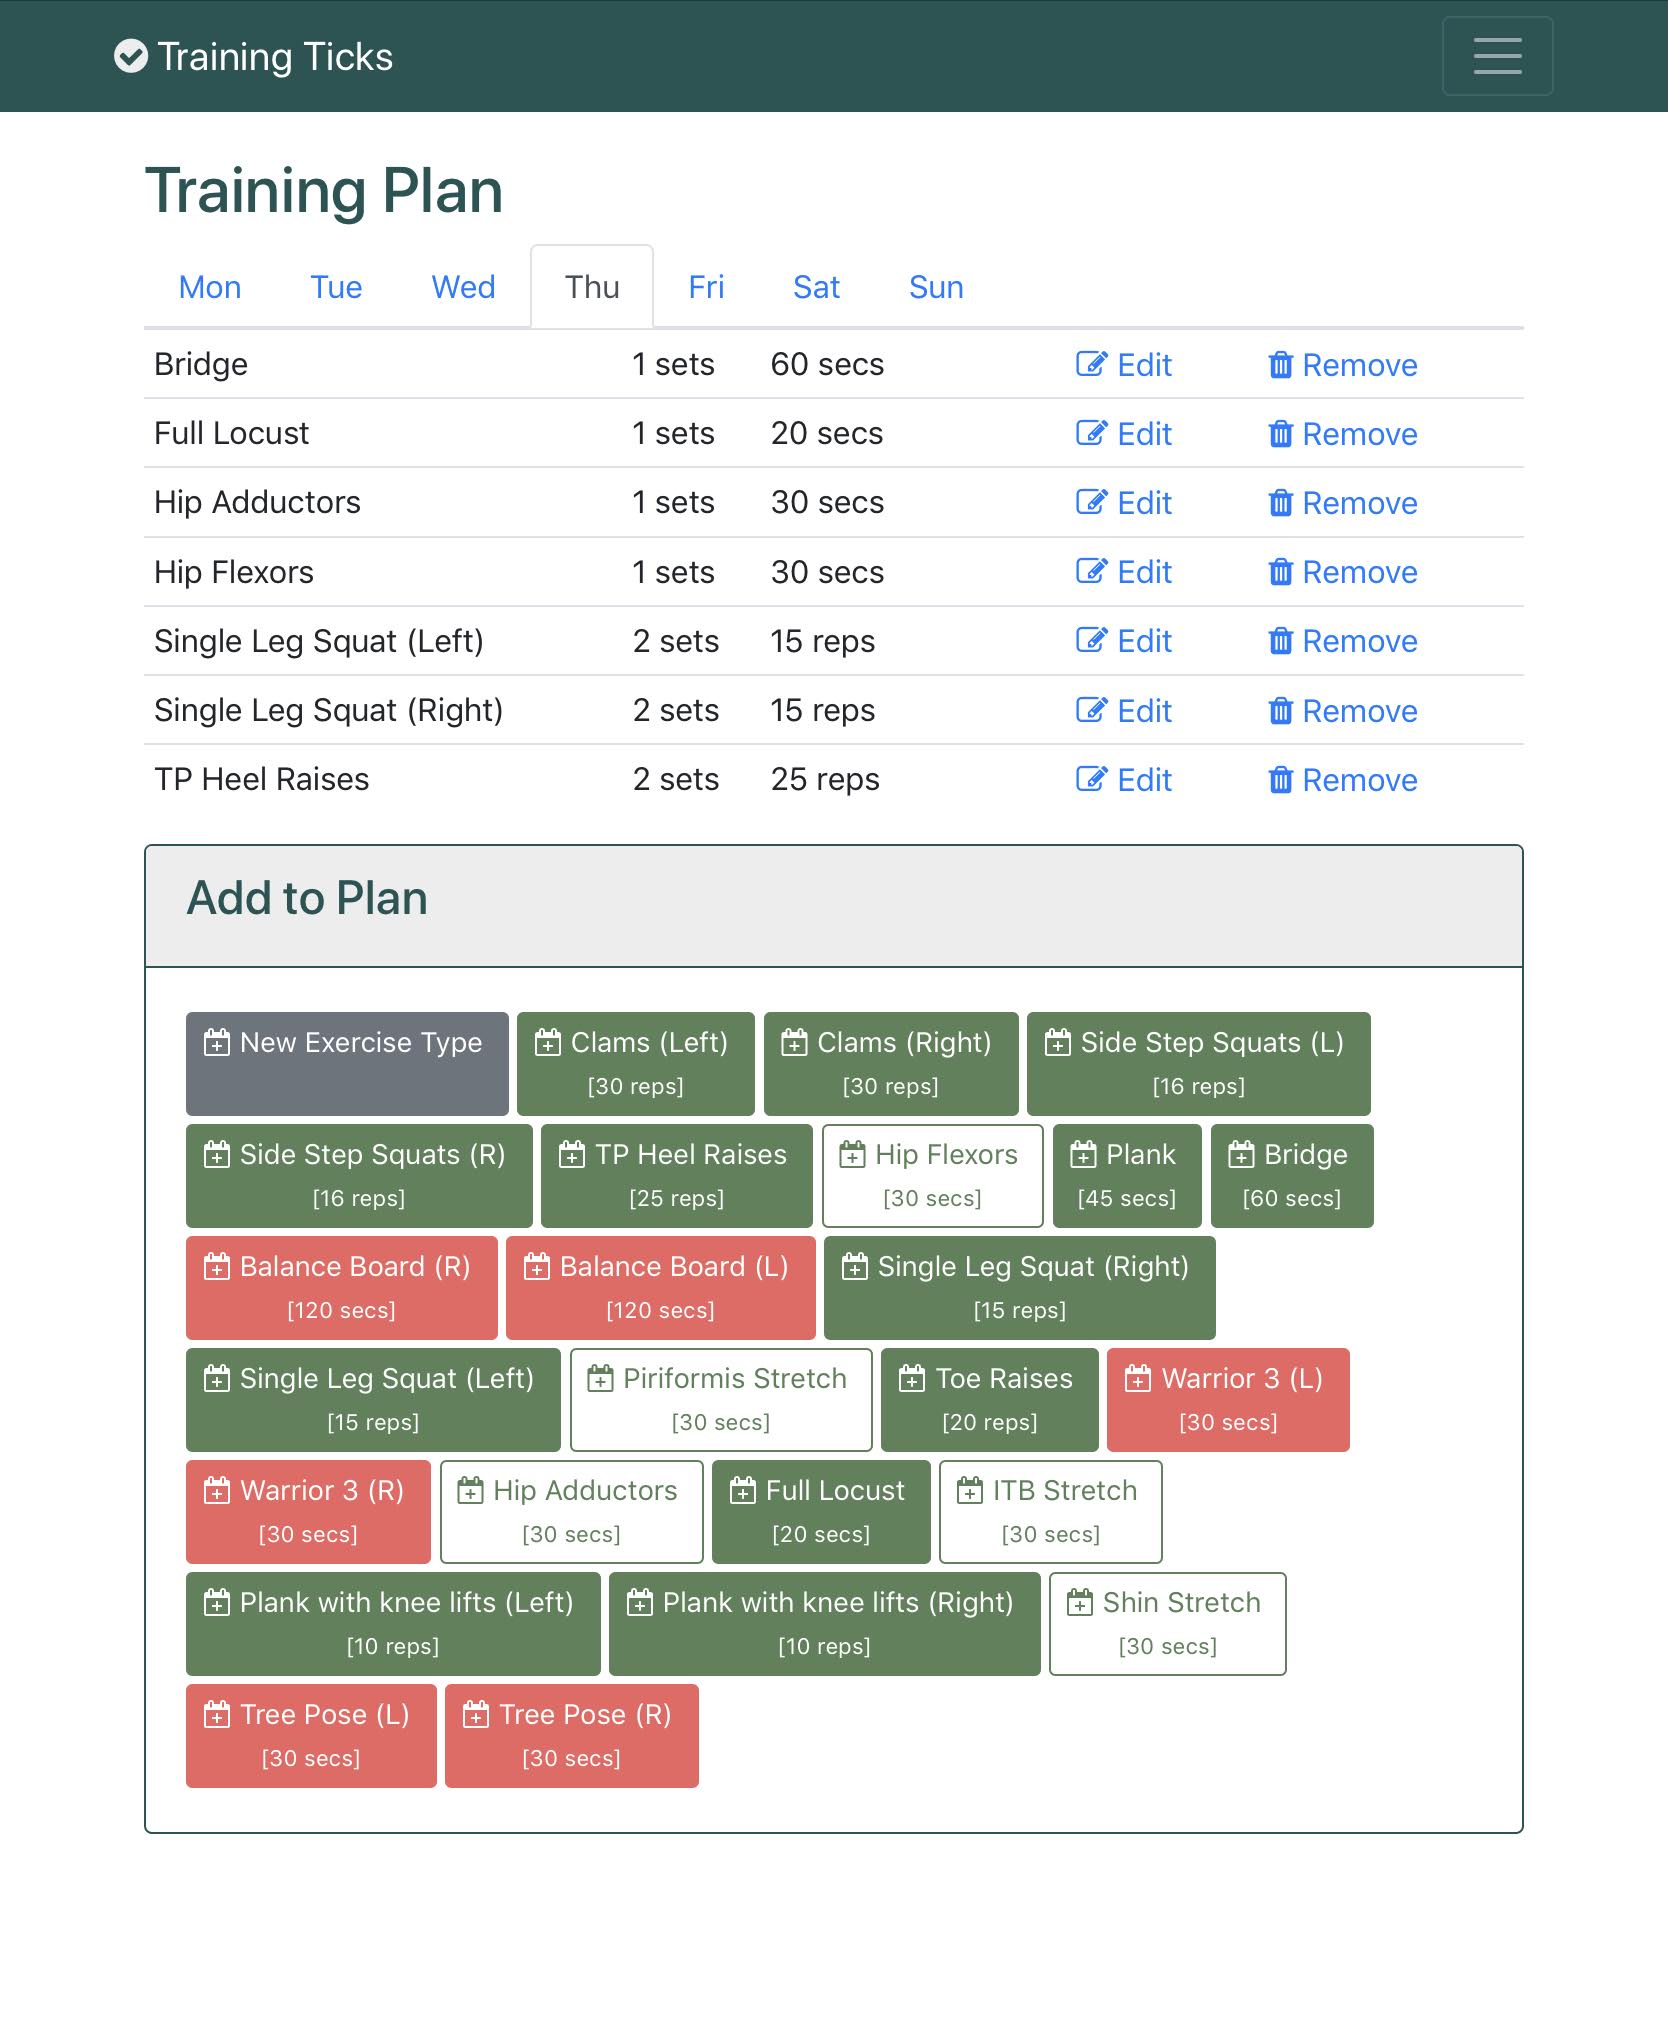 Training Ticks
Training Plan
Mon Tue Wed Thu Fri Sat Sun
Bridge 1 sets 60 secs Edit Remove
Full Locust 1 sets 20 secs Edit Remove
Hip Adductors 1 sets 30 secs Edit Remove
Hip Flexors 1 sets 30 secs Edit Remove
Single Leg Squat (Left) 2 sets 15 reps Edit Remove
Single Leg Squat (Right) 2 sets 15 reps Edit Remove
TP Heel Raises 2 sets 25 reps Edit Remove
Add to Plan
New Exercise Type Clams (Left) Clams (Right) Side Step Squats (L)
[30 reps] [30 reps] [16 reps]
Side Step Squats (R) TP Heel Raises Hip Flexors Plank Bridge
[16 reps] [25 reps] [30 secs] [45 secs] [60 secs]
Balance Board (R) Balance Board (L) Single Leg Squat (Right)
[120 secs] [120 secs] [15 reps]
Single Leg Squat (Left) Piriformis Stretch Toe Raises Warrior 3 (L)
[15 reps] [30 secs] [20 reps] [30 secs]
Warrior 3 (R) Hip Adductors Full Locust ITB Stretch
[30 secs] [30 secs] [20 secs] [30 secs]
Plank with knee lifts (Left) Plank with knee lifts (Right) Shin Stretch
[10 reps] [10 reps] [30 secs]
Tree Pose (L) Tree Pose (R)
[30 secs] [30 secs]